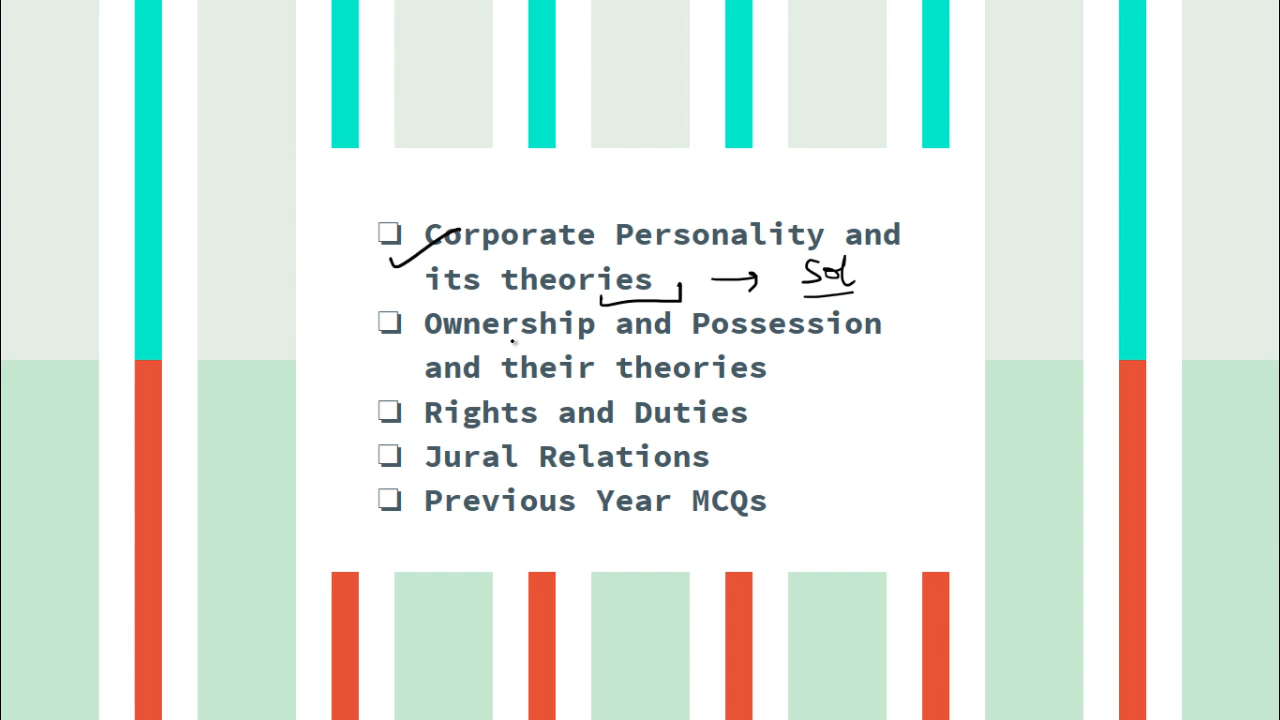 Corporate Personality and
its theories → Sol
Ownership and Possession
and their theories
Rights and Duties
Jural Relations
Previous Year MCQs